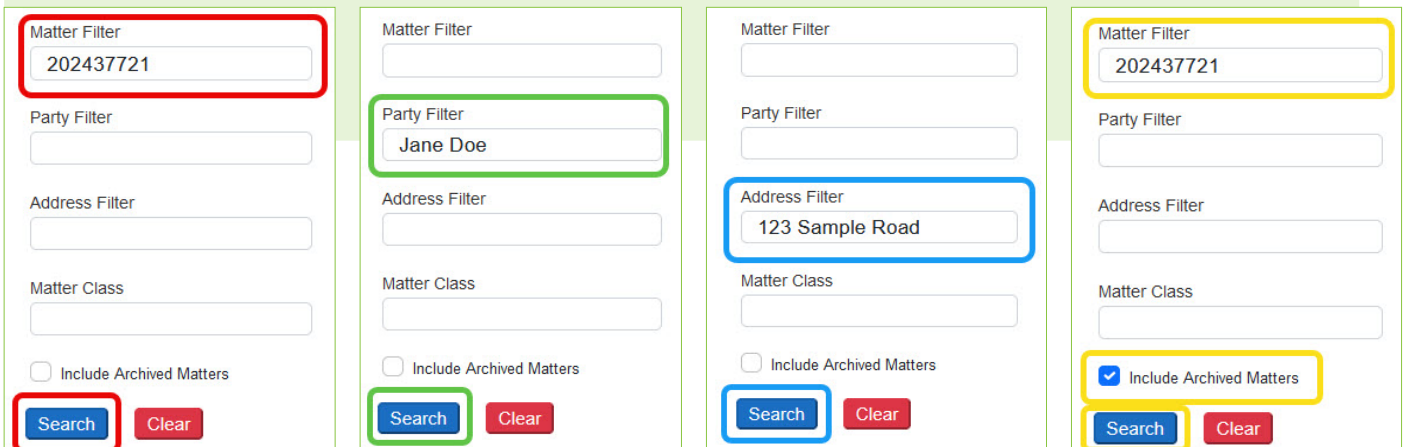 Matter Filter
202437721
Party Filter
Address Filter
Matter Class
Include Archived Matters
Search Clear
Matter Filter
Party Filter
Jane Doe
Address Filter
Matter Class
Include Archived Matters
Search Clear
Matter Filter
Party Filter
Address Filter
123 Sample Road
Matter Class
Include Archived Matters
Search Clear
Matter Filter
202437721
Party Filter
Address Filter
Matter Class
Include Archived Matters
Search Clear